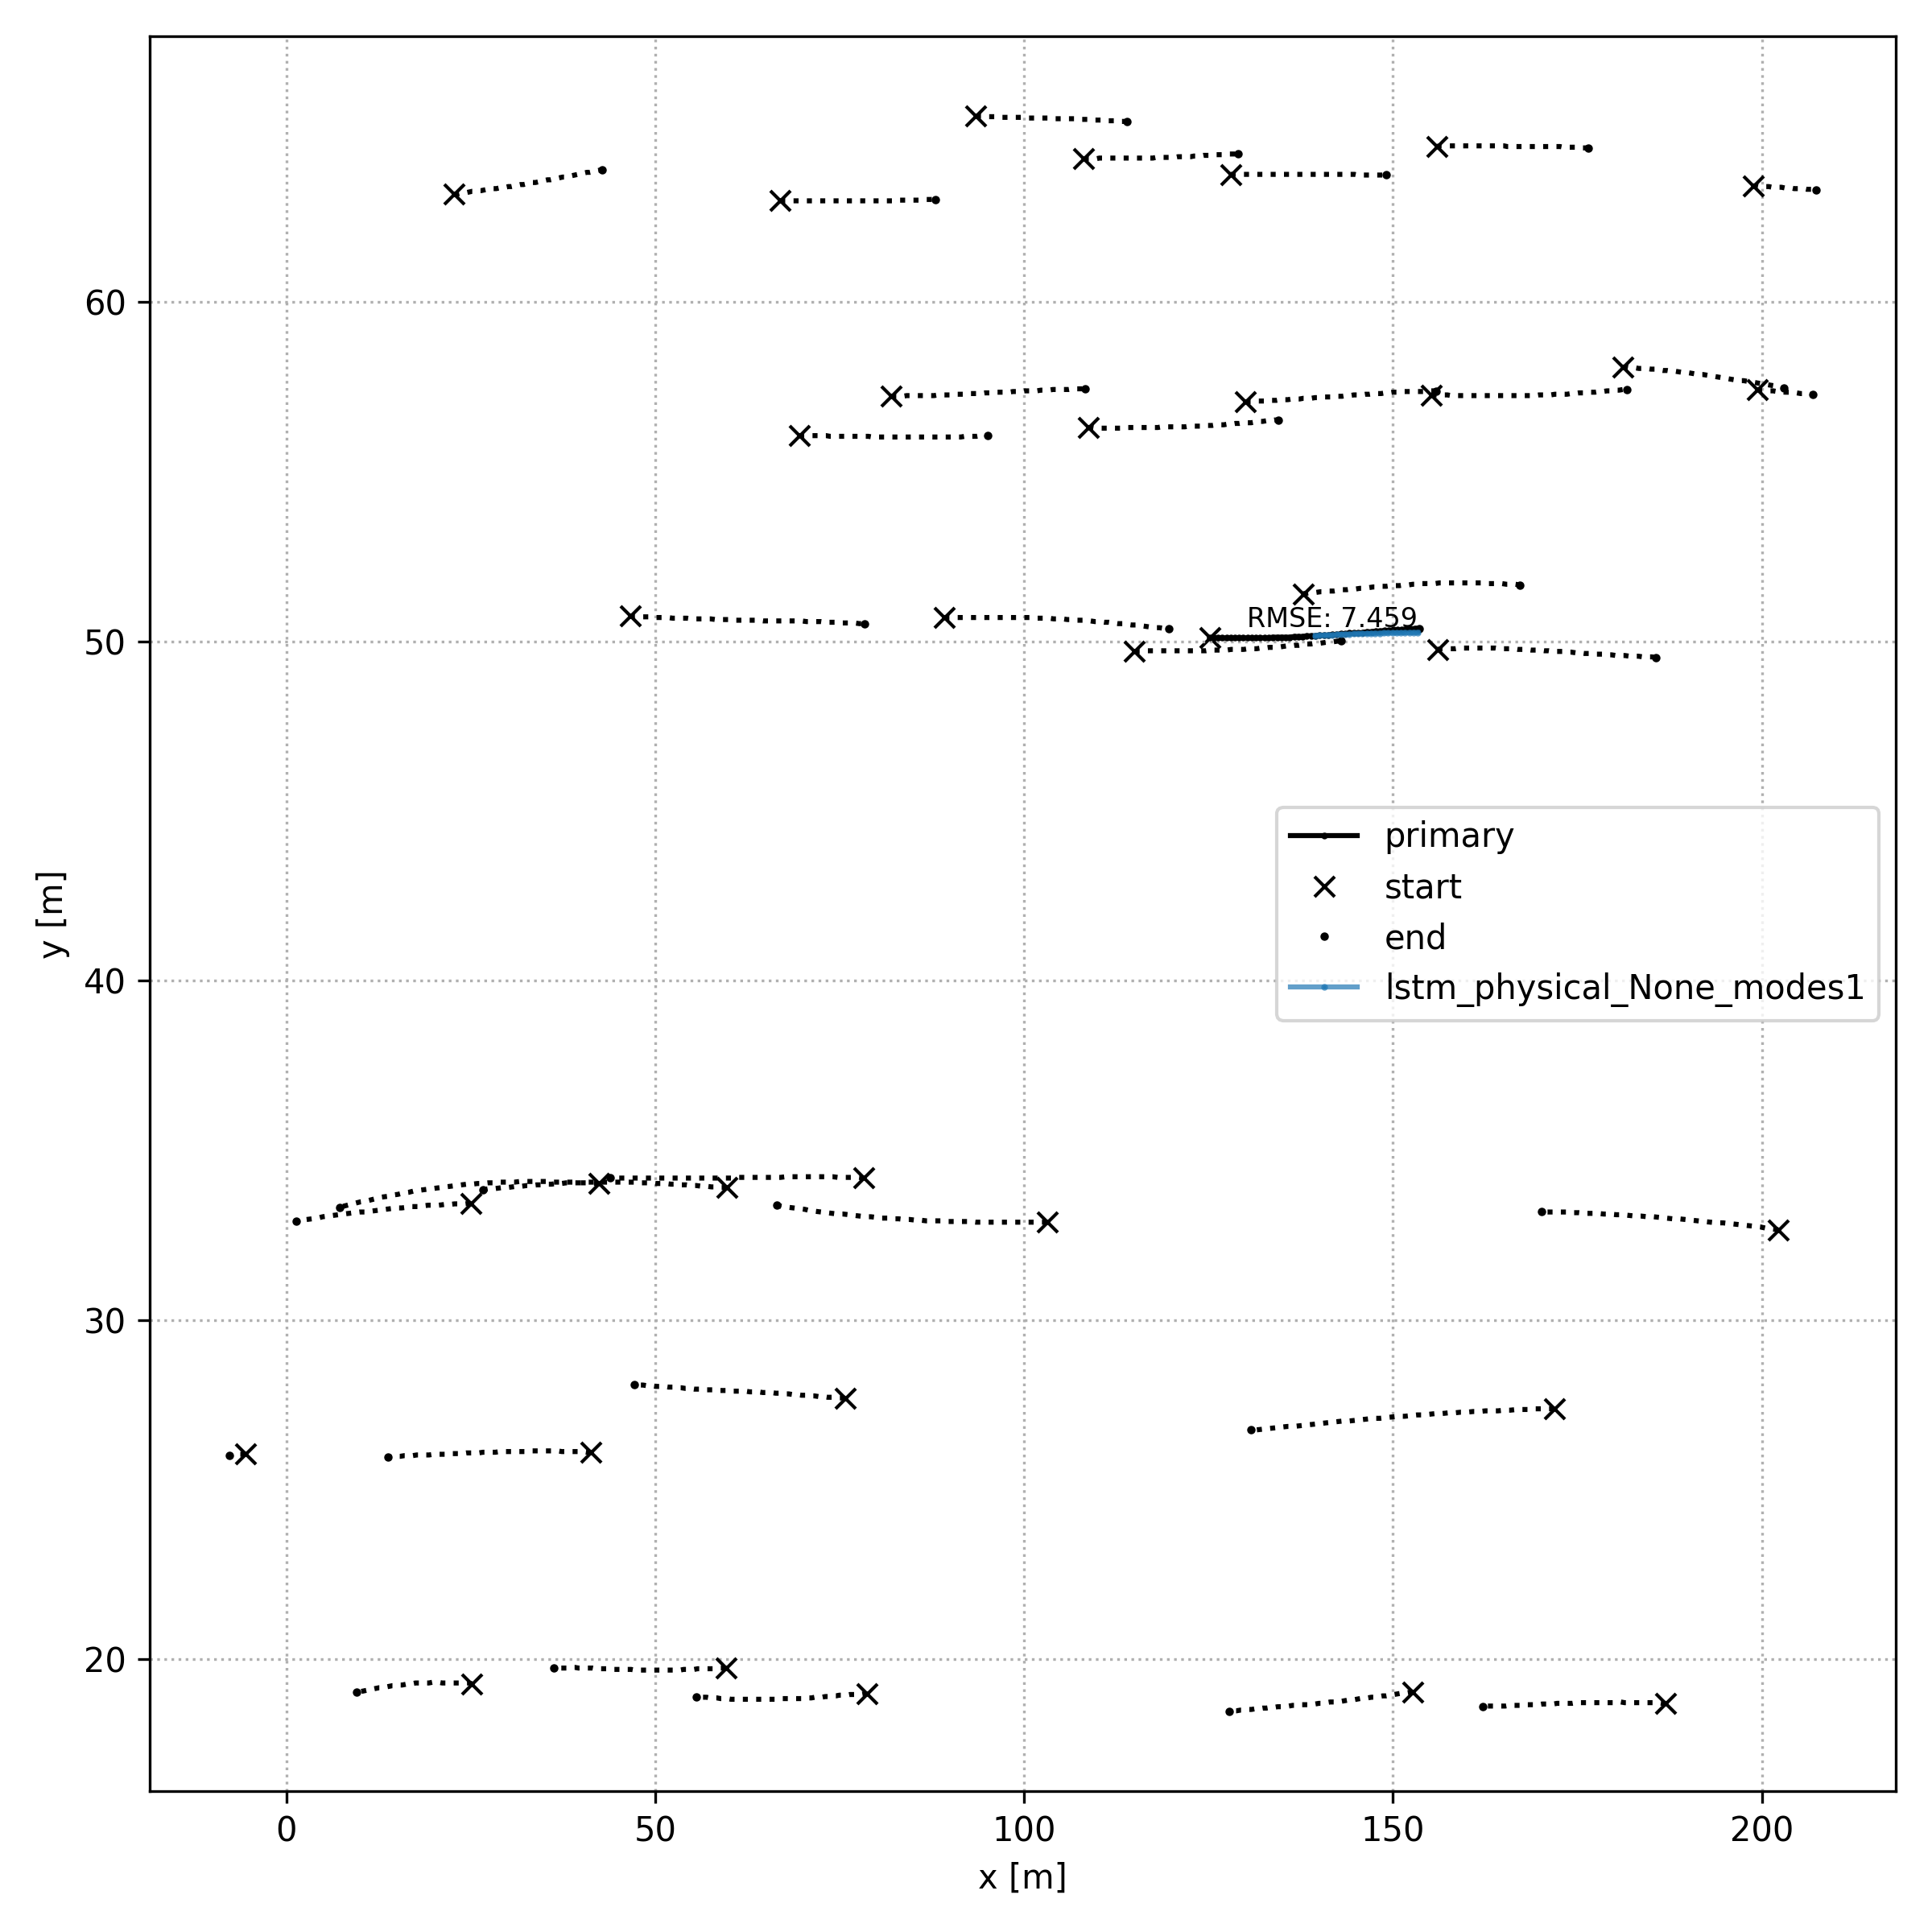 60
50
40
30
20
y [m]
RMSE: 7.459
primary
start
end
lstm_physical_None_modes1
0
50
100
150
200
x [m]